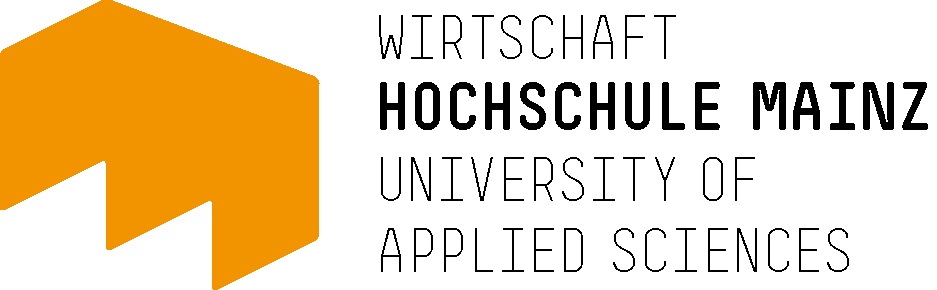 WIRTSCHAFT
HOCHSCHULE MAINZ
UNIVERSITY OF
APPLIED SCIENCES